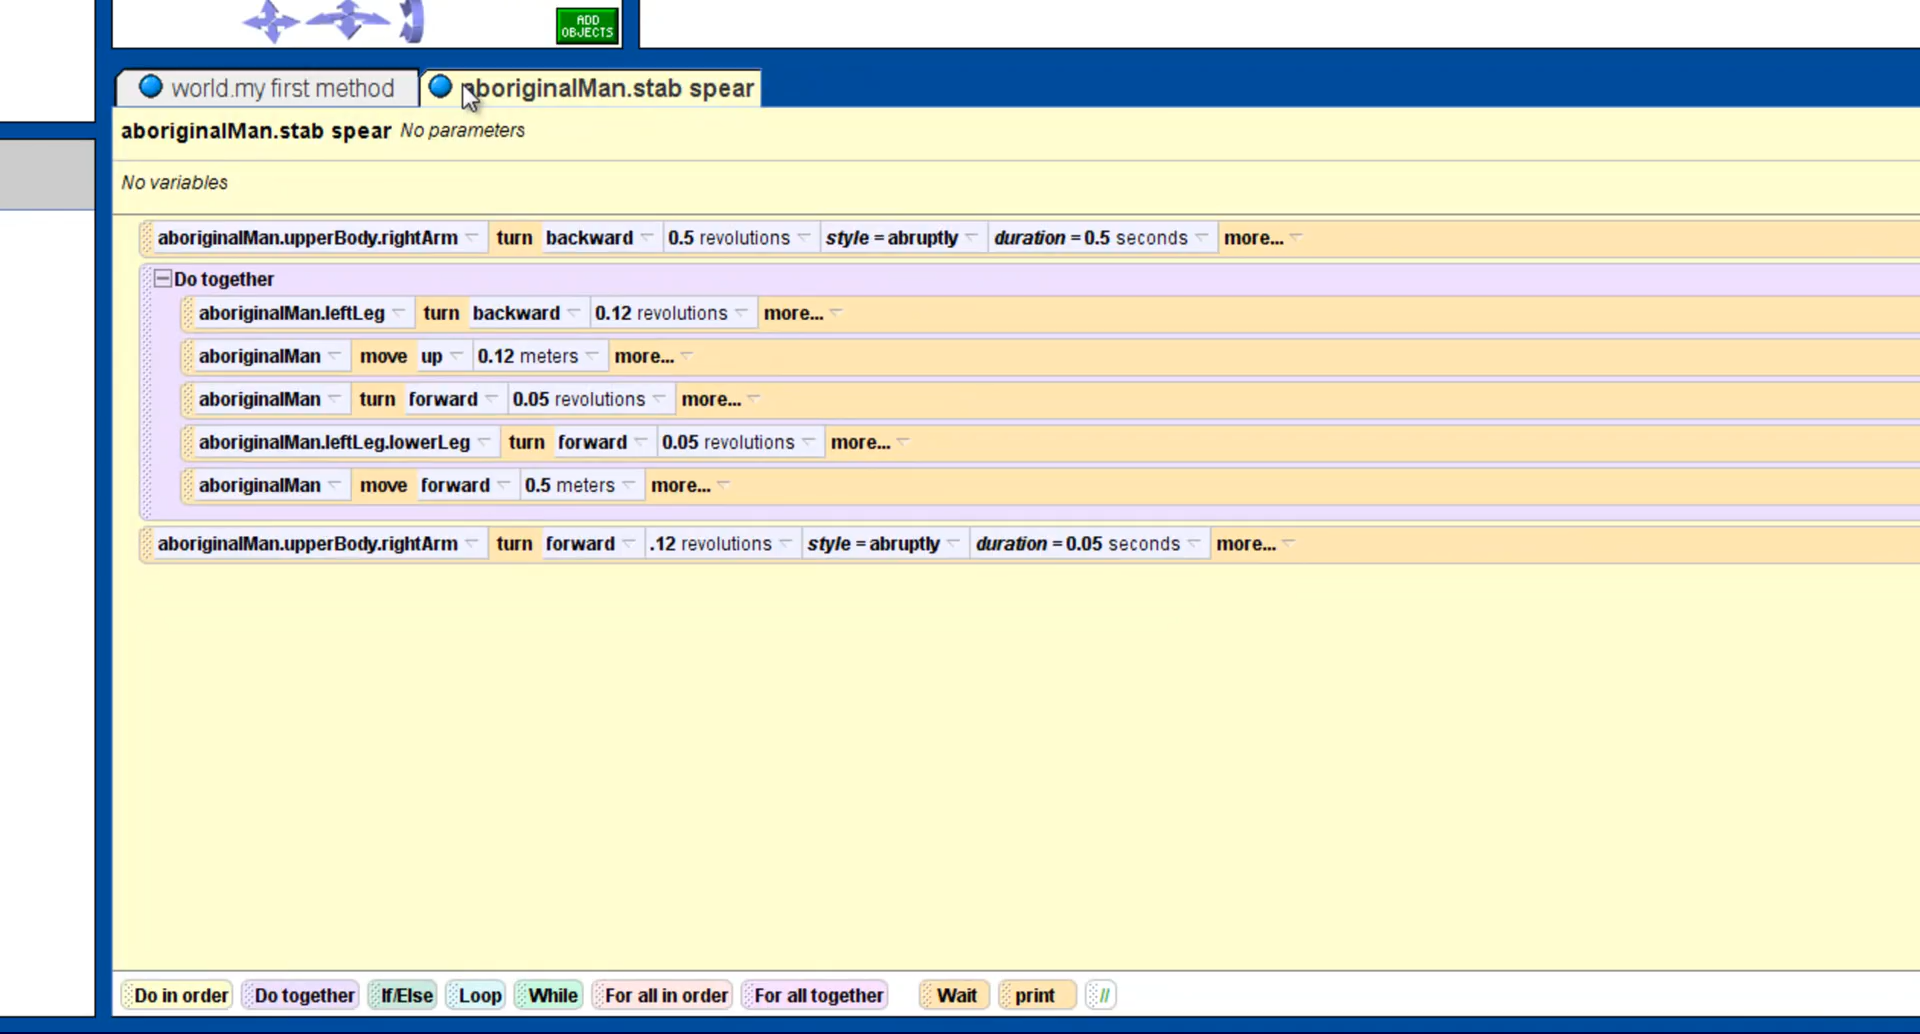 ADD
OBJECTS
world.my first method
aboriginalMan.stab spear
aboriginalMan.stab spear No parameters
No variables
aboriginalMan.upperBody.rightArm turn backward 0.5 revolutions style = abruptly duration = 0.5 seconds more...
Do together
aboriginalMan.leftLeg turn backward 0.12 revolutions more...
aboriginalMan move up 0.12 meters more...
aboriginalMan turn forward 0.05 revolutions more...
aboriginalMan.leftLeg.lowerLeg turn forward 0.05 revolutions more...
aboriginalMan move forward 0.5 meters more...
aboriginalMan.upperBody.rightArm turn forward .12 revolutions style = abruptly duration = 0.05 seconds more...
Do in order Do together If/Else Loop While For all in order For all together Wait print //